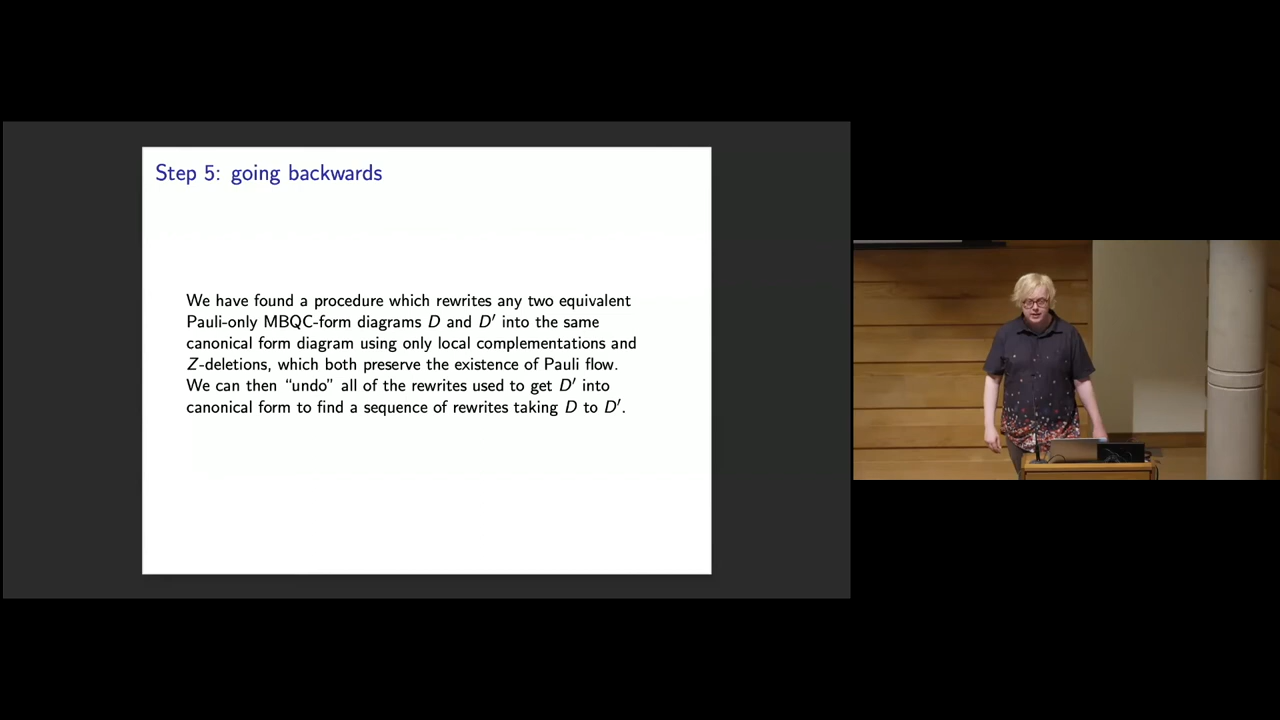 Step 5: going backwards
We have found a procedure which rewrites any two equivalent
Pauli-only MBQC-form diagrams D and D′ into the same
canonical form diagram using only local complementations and
Z-deletions, which both preserve the existence of Pauli flow.
We can then “undo” all of the rewrites used to get D′ into
canonical form to find a sequence of rewrites taking D to D′.